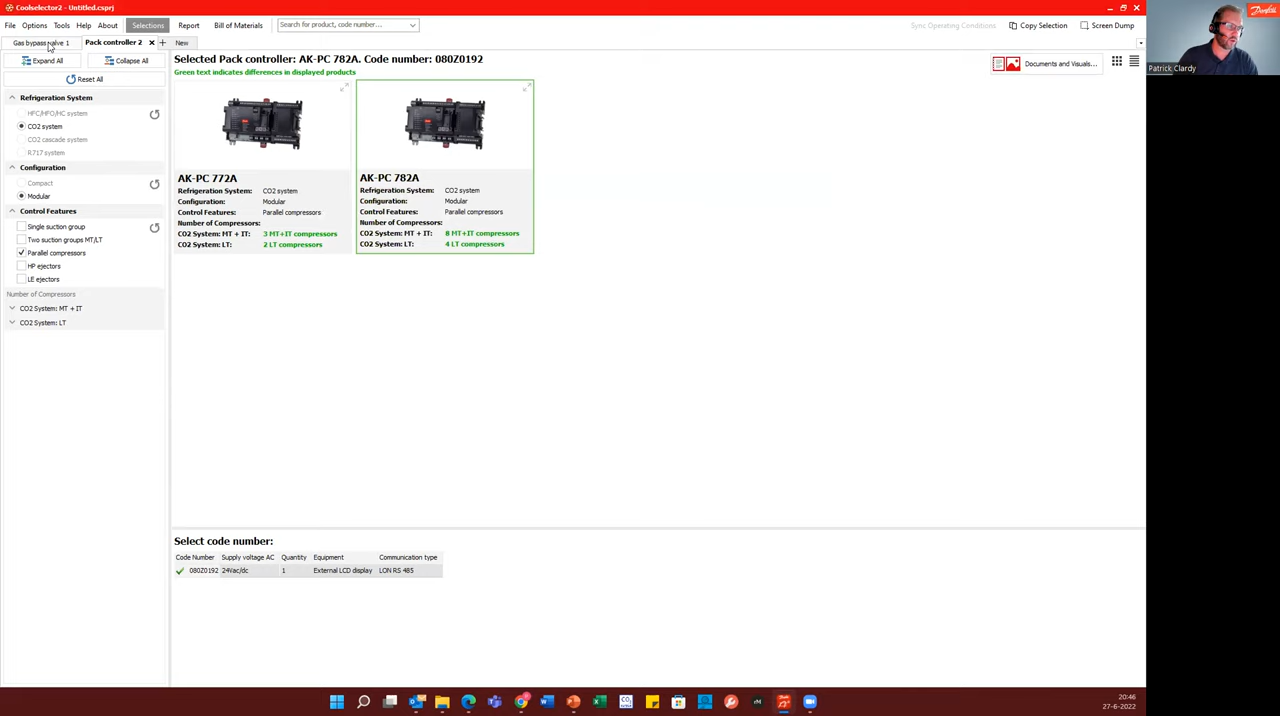 Coolselector2 - Untitled.csprj
File Options Tools Help About Selections Report Bill of Materials Search for product, code number... Sync Operating Conditions Copy Selection Screen Dump
Gas bypass valve 1 Pack controller 2 New
Expand All Collapse All
Reset All
Refrigeration System
HFC/HFO/HC system
CO2 system
CO2 cascade system
R717 system
Configuration
Compact
Modular
Control Features
Single suction group
Two suction groups MT/LT
Parallel compressors
HP ejectors
LE ejectors
Number of Compressors
CO2 System: MT + IT
CO2 System: LT
Selected Pack controller: AK-PC 782A. Code number: 080Z0192
Green text indicates differences in displayed products
Documents and Visuals...
AK-PC 772A
Refrigeration System: CO2 system
Configuration: Modular
Control Features: Parallel compressors
Number of Compressors:
CO2 System: MT + IT: 3 MT+IT compressors
CO2 System: LT: 2 LT compressors
AK-PC 782A
Refrigeration System: CO2 system
Configuration: Modular
Control Features: Parallel compressors
Number of Compressors:
CO2 System: MT + IT: 8 MT+IT compressors
CO2 System: LT: 4 LT compressors
Select code number:
Code Number Supply voltage AC Quantity Equipment Communication type
080Z0192 24Vac/dc 1 External LCD display LON RS 485
Danfoss
Patrick Clardy
20:46
27-6-2022